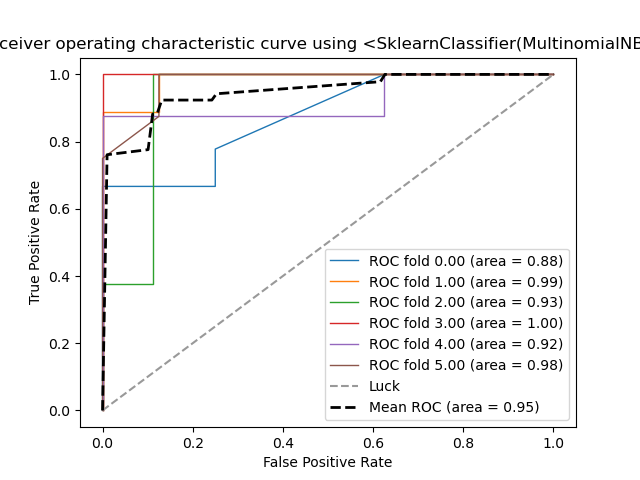 ceiver operating characteristic curve using <SklearnClassifier(MultinomialNB
True Positive Rate
1.0
0.8
0.6
0.4
0.2
0.0
ROC fold 0.00 (area = 0.88)
ROC fold 1.00 (area = 0.99)
ROC fold 2.00 (area = 0.93)
ROC fold 3.00 (area = 1.00)
ROC fold 4.00 (area = 0.92)
ROC fold 5.00 (area = 0.98)
Luck
Mean ROC (area = 0.95)
0.0 0.2 0.4 0.6 0.8 1.0
False Positive Rate